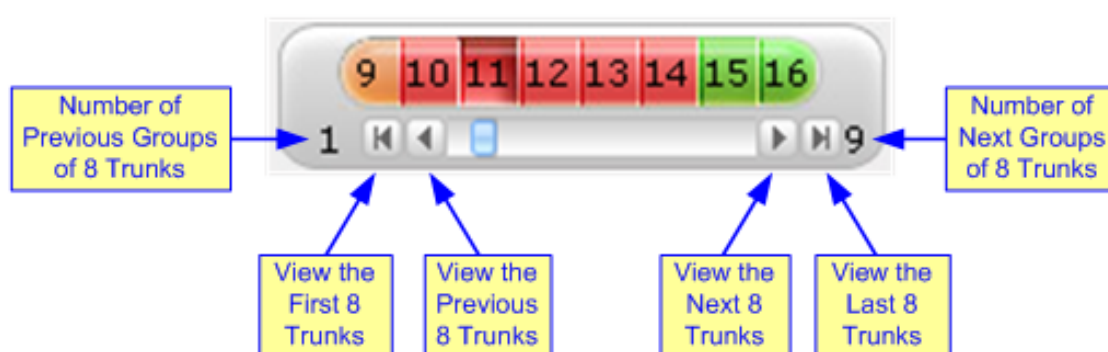 9 10 11 12 13 14 15 16
Number of
Previous Groups
of 8 Trunks
1
9
Number of
Next Groups
of 8 Trunks
View the
First 8
Trunks
View the
Previous
8 Trunks
View the
Next 8
Trunks
View the
Last 8
Trunks